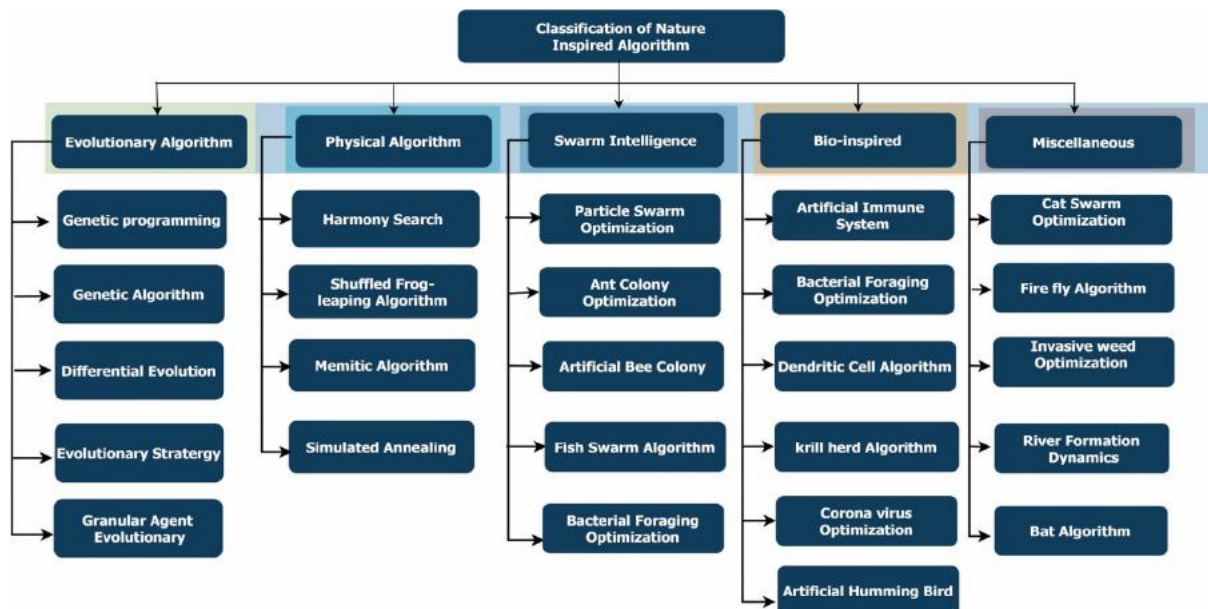 Classification of Nature
Inspired Algorithm
Evolutionary Algorithm
Physical Algorithm
Swarm Intelligence
Bio-inspired
Miscellaneous
Genetic programming
Genetic Algorithm
Differential Evolution
Evolutionary Stratergy
Granular Agent
Evolutionary
Harmony Search
Shuffled Frog-
leaping Algorithm
Memitic Algorithm
Simulated Annealing
Particle Swarm
Optimization
Ant Colony
Optimization
Artificial Bee Colony
Fish Swarm Algorithm
Bacterial Foraging
Optimization
Artificial Immune
System
Bacterial Foraging
Optimization
Dendritic Cell Algorithm
krill herd Algorithm
Corona virus
Optimization
Artificial Humming Bird
Cat Swarm
Optimization
Fire fly Algorithm
Invasive weed
Optimization
River Formation
Dynamics
Bat Algorithm